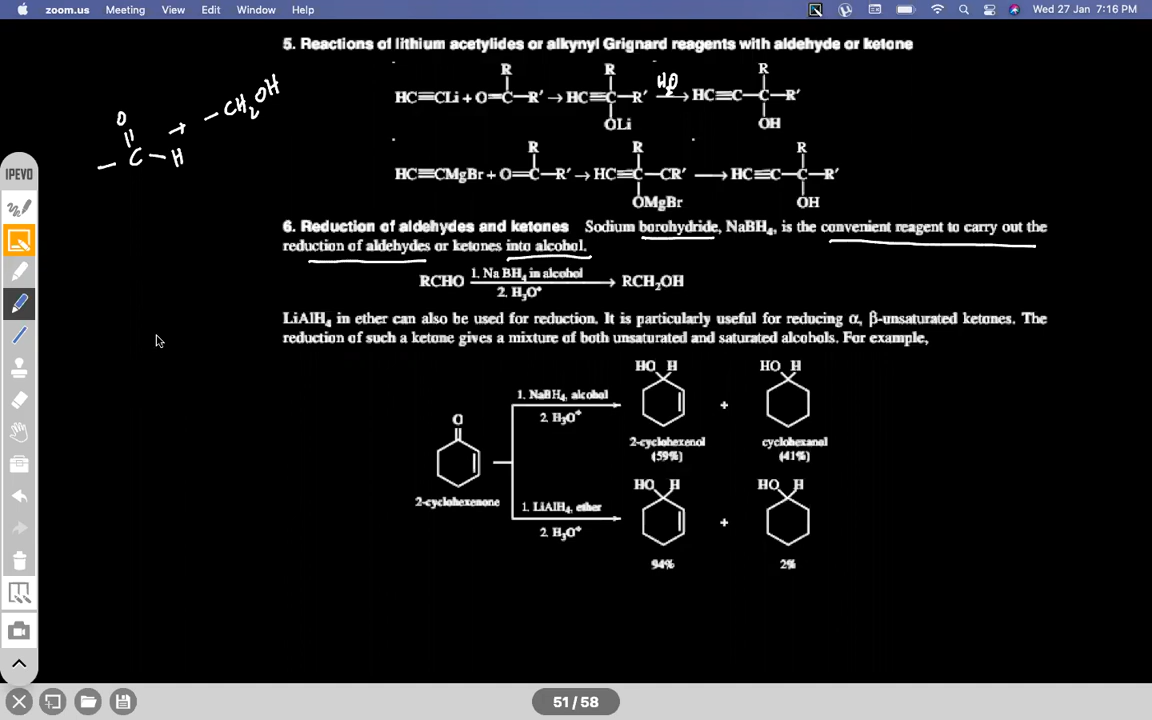 zoom.us Meeting View Edit Window Help Wed 27 Jan 7:16 PM
5. Reactions of lithium acetylides or alkynyl Grignard reagents with aldehyde or ketone
R R H₂O R
HC≡CLi + O=C—R' → HC≡C—R' → HC≡C—C—R'
OLi OH
O
||
— C — H → — CH₂OH
R R R
HC≡CMgBr + O=C—R' → HC≡C—CR' → HC≡C—C—R'
OMgBr OH
IPEVO
6. Reduction of aldehydes and ketones Sodium borohydride, NaBH₄, is the convenient reagent to carry out the
reduction of aldehydes or ketones into alcohol.
1. Na BH₄ in alcohol
RCHO → RCH₂OH
2. H₃O⁺
LiAlH₄ in ether can also be used for reduction. It is particularly useful for reducing α, β-unsaturated ketones. The
reduction of such a ketone gives a mixture of both unsaturated and saturated alcohols. For example,
HO H HO H
1. NaBH₄, alcohol
2. H₃O⁺ +
O
2-cyclohexenol cyclohexanol
(59%) (41%)
HO H HO H
2-cyclohexenone
1. LiAlH₄, ether
2. H₃O⁺ +
94% 2%
51 / 58